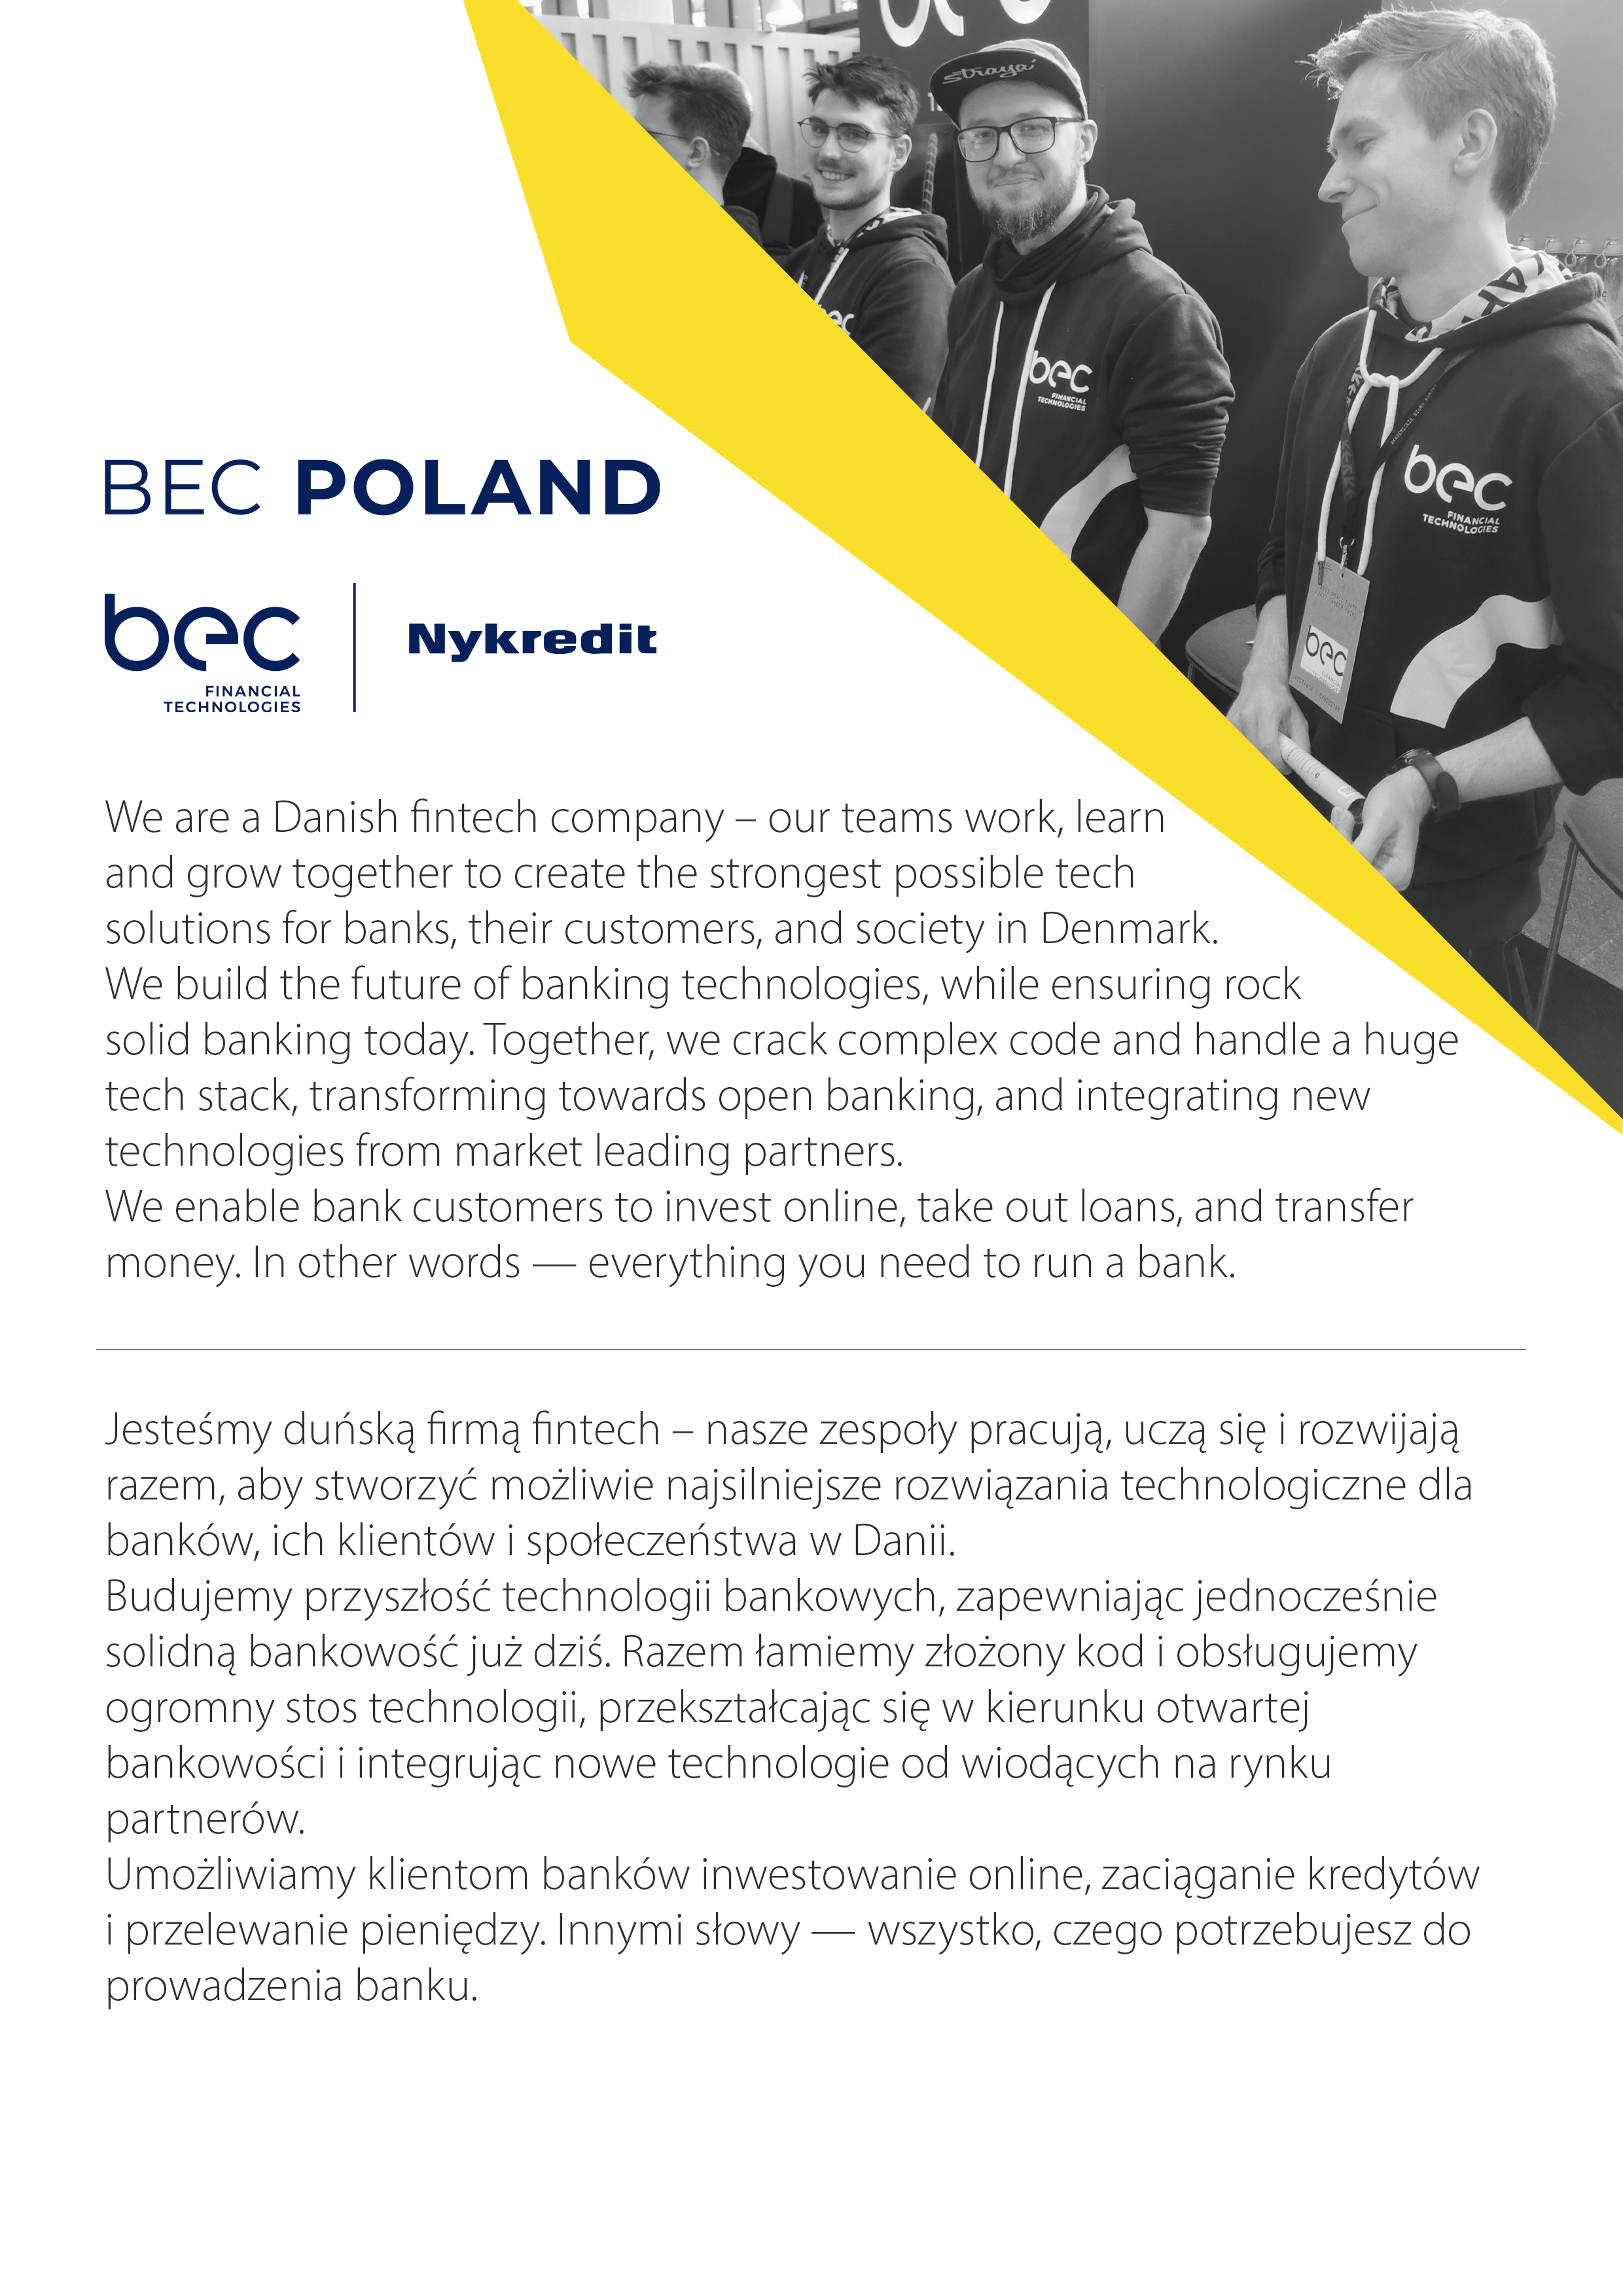 straya'
bec
FINANCIAL
TECHNOLOGIES
bec
FINANCIAL
TECHNOLOGIES
bec
BEC POLAND
bec
FINANCIAL
TECHNOLOGIES
Nykredit
We are a Danish fintech company – our teams work, learn
and grow together to create the strongest possible tech
solutions for banks, their customers, and society in Denmark.
We build the future of banking technologies, while ensuring rock
solid banking today. Together, we crack complex code and handle a huge
tech stack, transforming towards open banking, and integrating new
technologies from market leading partners.
We enable bank customers to invest online, take out loans, and transfer
money. In other words — everything you need to run a bank.
Jesteśmy duńską firmą fintech – nasze zespoły pracują, uczą się i rozwijają
razem, aby stworzyć możliwie najsilniejsze rozwiązania technologiczne dla
banków, ich klientów i społeczeństwa w Danii.
Budujemy przyszłość technologii bankowych, zapewniając jednocześnie
solidną bankowość już dziś. Razem łamiemy złożony kod i obsługujemy
ogromny stos technologii, przekształcając się w kierunku otwartej
bankowości i integrując nowe technologie od wiodących na rynku
partnerów.
Umożliwiamy klientom banków inwestowanie online, zaciąganie kredytów
i przelewanie pieniędzy. Innymi słowy — wszystko, czego potrzebujesz do
prowadzenia banku.